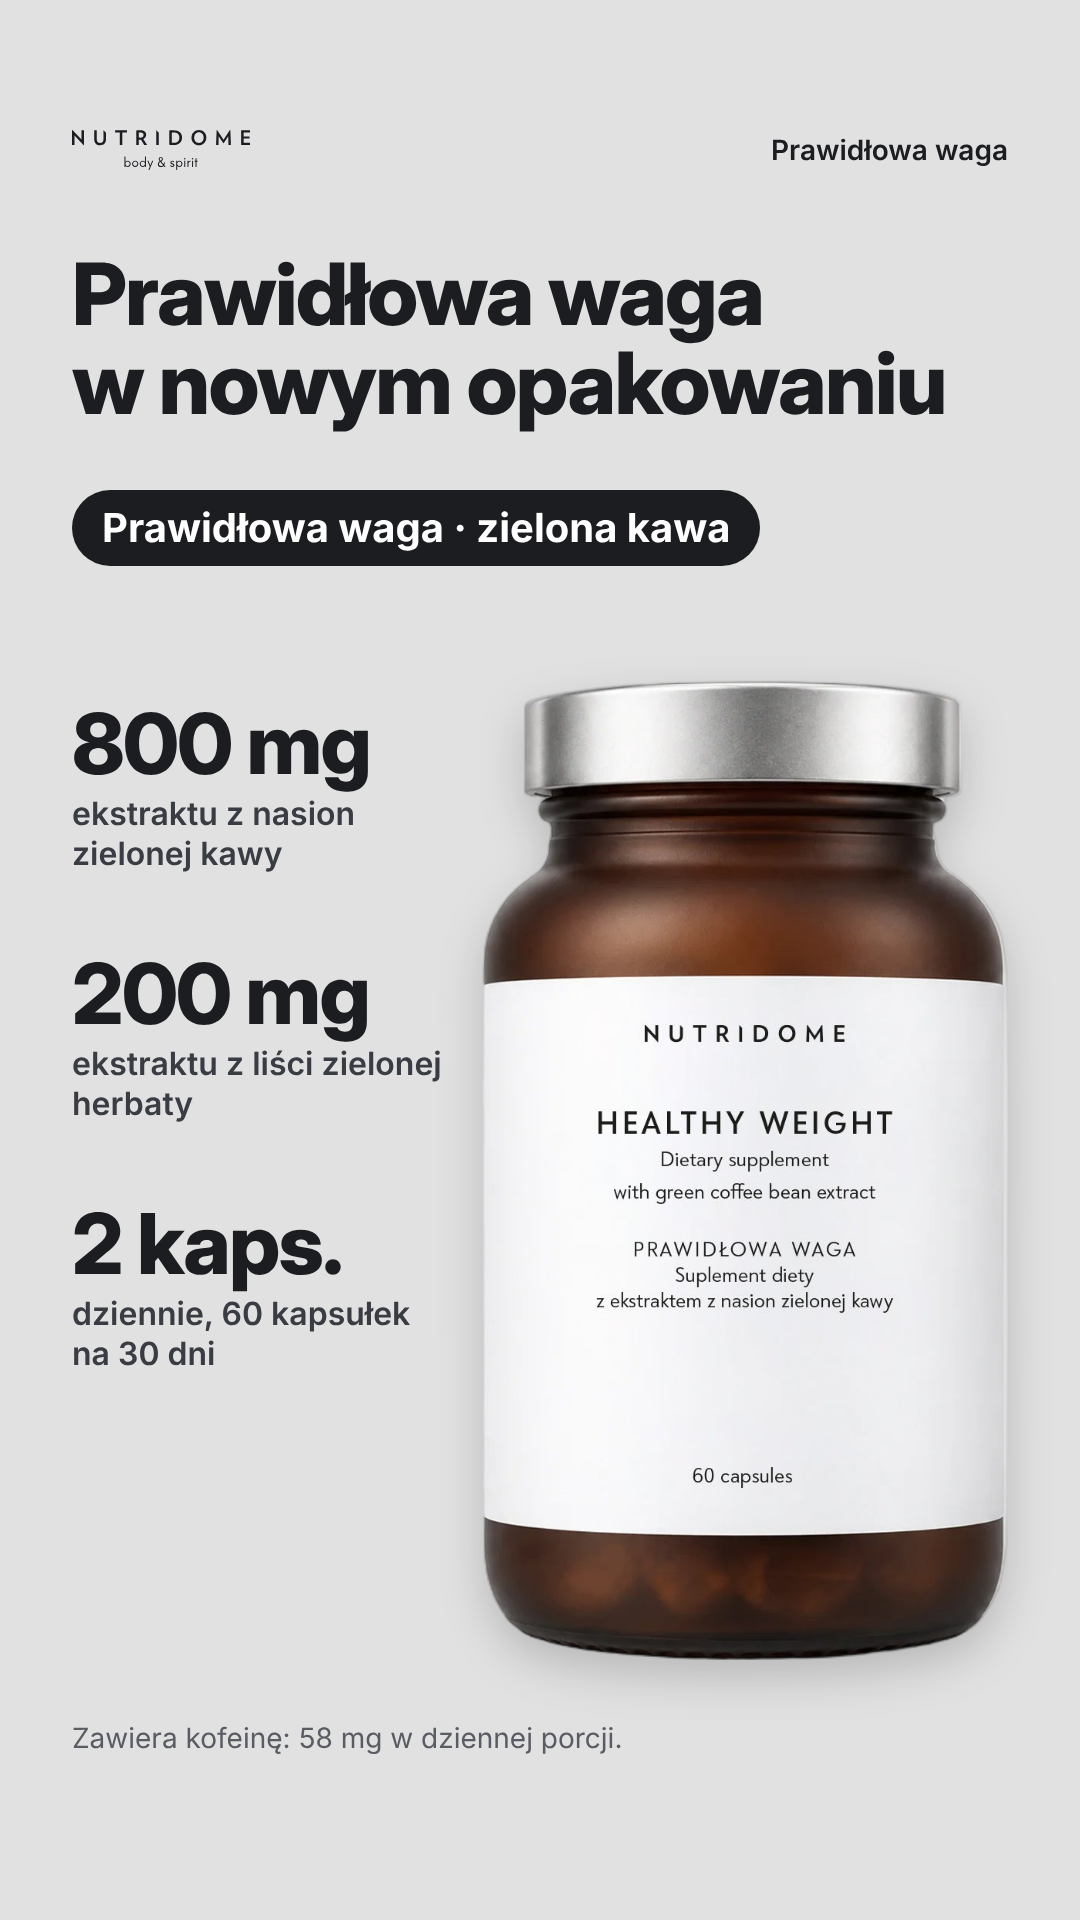 NUTRIDOME
body & spirit
Prawidłowa waga
Prawidłowa waga
w nowym opakowaniu
Prawidłowa waga · zielona kawa
800 mg
ekstraktu z nasion
zielonej kawy
200 mg
ekstraktu z liści zielonej
herbaty
2 kaps.
dziennie, 60 kapsułek
na 30 dni
NUTRIDOME
HEALTHY WEIGHT
Dietary supplement
with green coffee bean extract
PRAWIDŁOWA WAGA
Suplement diety
z ekstraktem z nasion zielonej kawy
60 capsules
Zawiera kofeinę: 58 mg w dziennej porcji.